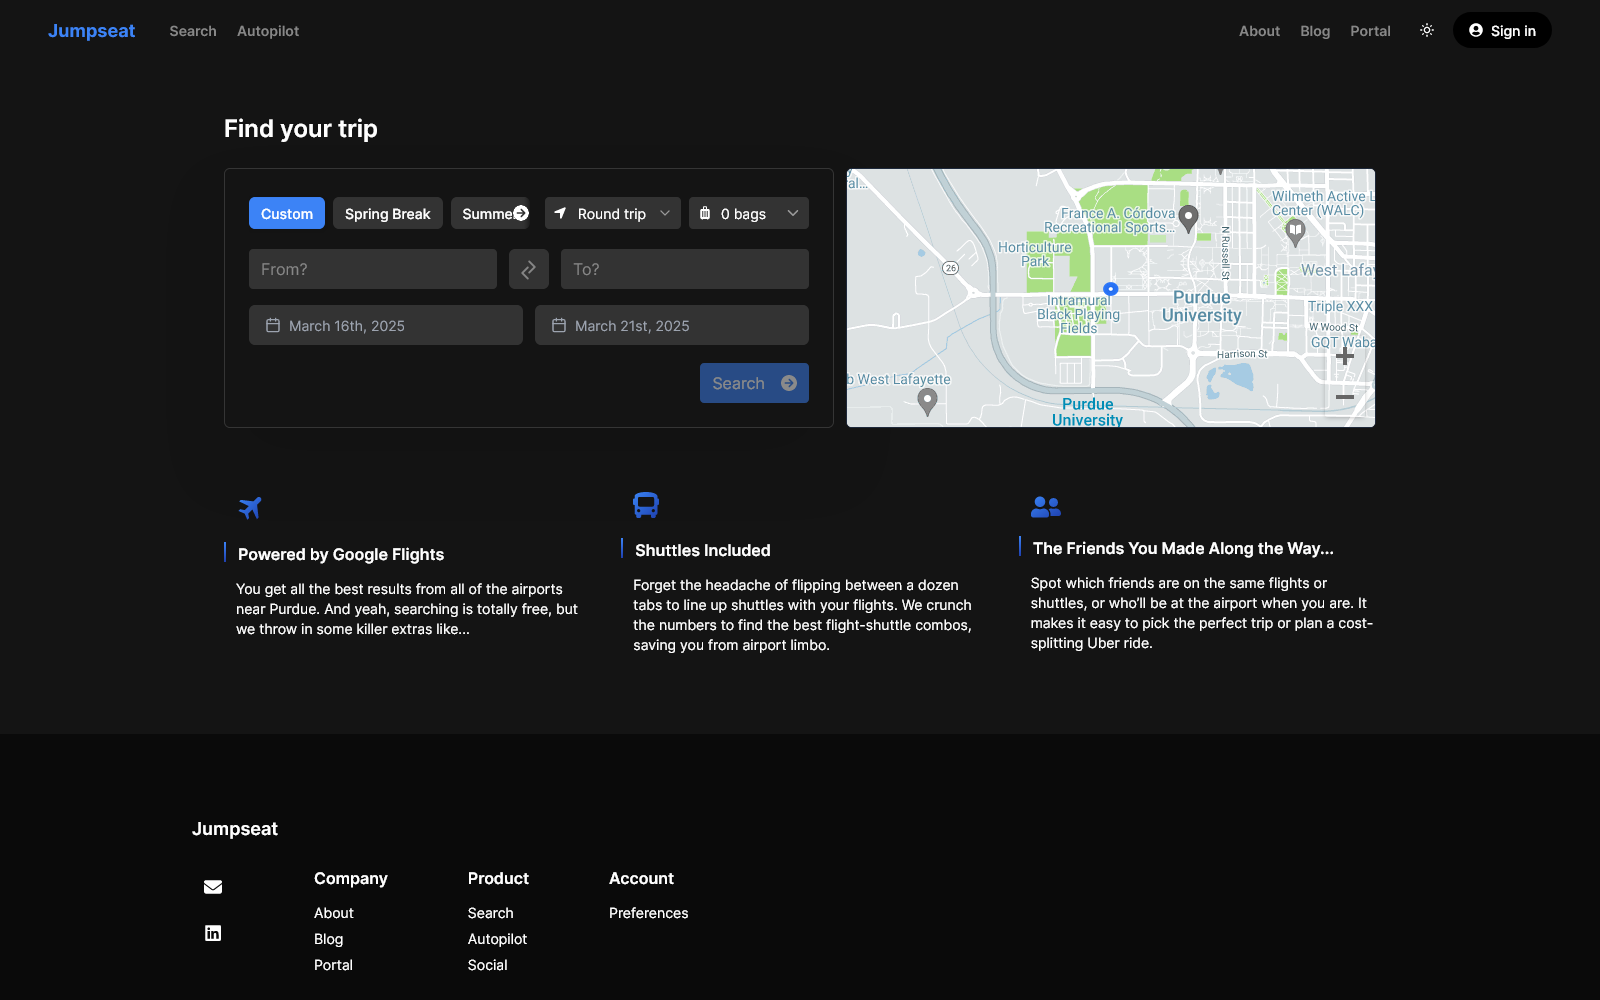 Jumpseat
Search
Autopilot
About
Blog
Portal
Sign in
Find your trip
Custom
Spring Break
Summe
Round trip
0 bags
From?
To?
March 16th, 2025
March 21st, 2025
Search
al...
Wilmeth Active L
Center (WALC)
France A. Córdova
Recreational Sports...
Horticulture
Park
N Russell St
26
West Lafay
Intramural
Black Playing
Fields
Purdue
University
Triple XXX
W Wood St
GQT Waba
Harrison St
b West Lafayette
Purdue
University
Powered by Google Flights
You get all the best results from all of the airports
near Purdue. And yeah, searching is totally free, but
we throw in some killer extras like...
Shuttles Included
Forget the headache of flipping between a dozen
tabs to line up shuttles with your flights. We crunch
the numbers to find the best flight-shuttle combos,
saving you from airport limbo.
The Friends You Made Along the Way...
Spot which friends are on the same flights or
shuttles, or who'll be at the airport when you are. It
makes it easy to pick the perfect trip or plan a cost-
splitting Uber ride.
Jumpseat
Company
About
Blog
Portal
Product
Search
Autopilot
Social
Account
Preferences